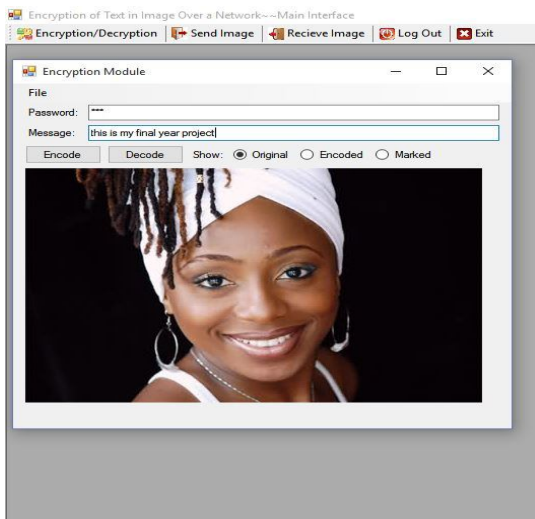 Encryption of Text in Image Over a Network~~Main Interface
Encryption/Decryption Send Image Recieve Image Log Out Exit
Encryption Module
File
Password: ***
Message: this is my final year project
Encode Decode Show: Original Encoded Marked